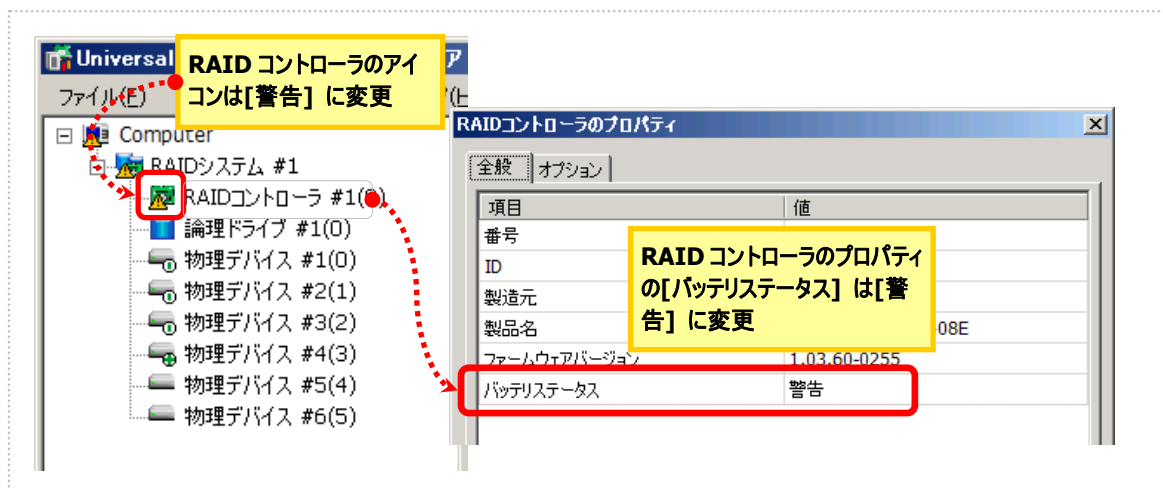 Universal
ア
RAID コントローラのアイ
コンは[警告] に変更
ファイル(F)
Computer
RAIDシステム #1
RAIDコントローラ #1(0)
論理ドライブ #1(0)
物理デバイス #1(0)
物理デバイス #2(1)
物理デバイス #3(2)
物理デバイス #4(3)
物理デバイス #5(4)
物理デバイス #6(5)
RAIDコントローラのプロパティ
全般 オプション
項目 値
番号
ID
製造元
製品名 -08E
ファームウェアバージョン 1.03.60-0255
バッテリステータス 警告
RAID コントローラのプロパティ
の[バッテリステータス] は[警
告] に変更